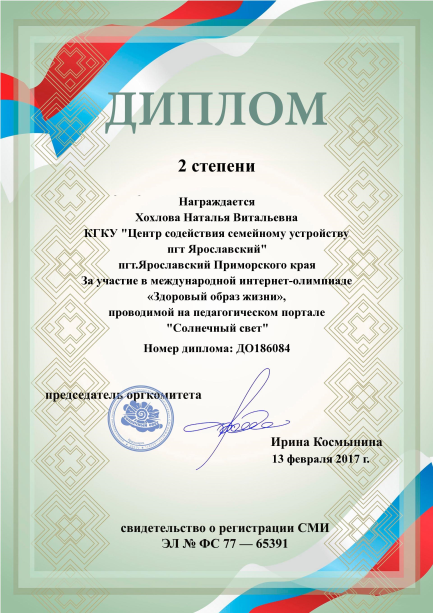 ДИПЛОМ
2 степени
Награждается
Хохлова Наталья Витальевна
КГКУ "Центр содействия семейному устройству
пгт Ярославский"
пгт.Ярославский Приморского края
За участие в международной интернет-олимпиаде
«Здоровый образ жизни»,
проводимой на педагогическом портале
"Солнечный свет"
Номер диплома: ДО186084
председатель оргкомитета
Ирина Космынина
13 февраля 2017 г.
свидетельство о регистрации СМИ
ЭЛ № ФС 77 — 65391